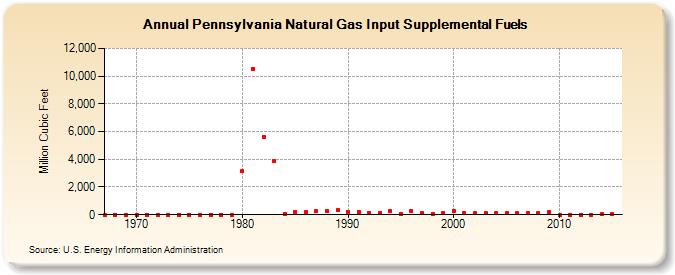 Annual Pennsylvania Natural Gas Input Supplemental Fuels
Million Cubic Feet
12,000
10,000
8,000
6,000
4,000
2,000
0
1970 1980 1990 2000 2010
Source: U.S. Energy Information Administration